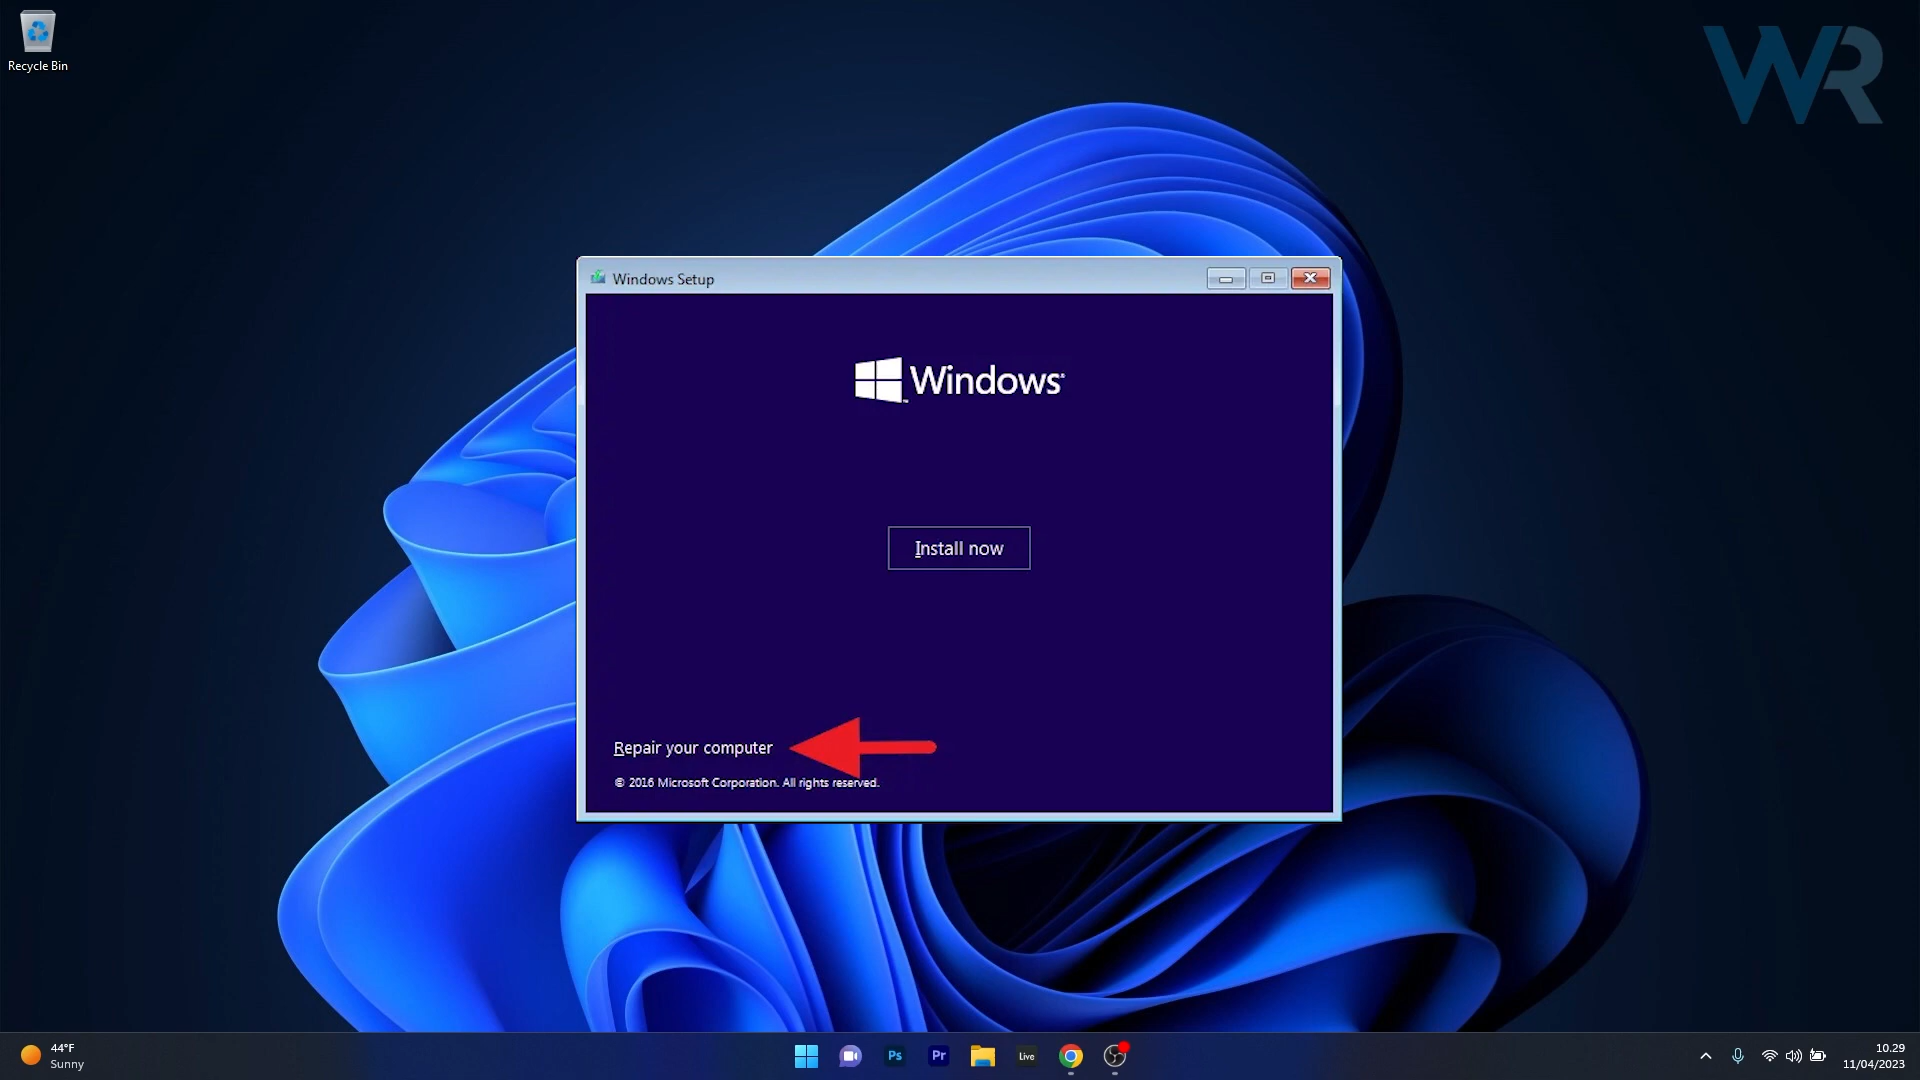 Recycle Bin
WR
Windows Setup
Windows
Install now
Repair your computer
© 2016 Microsoft Corporation. All rights reserved.
44°F
Sunny
Ps
Pr
Live
10.29
11/04/2023